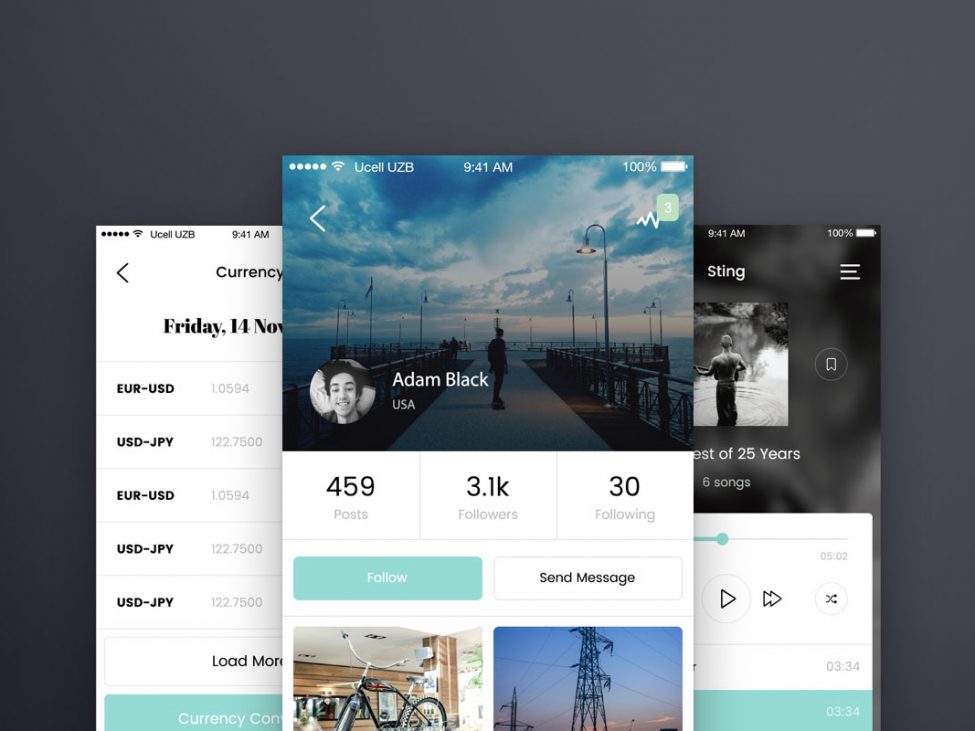 Ucell UZB 9:41 AM
Currency
Friday, 14 Nov
EUR-USD 1.0594
USD-JPY 122.7500
EUR-USD 1.0594
USD-JPY 122.7500
USD-JPY 122.7500
Load More
Currency Con
Ucell UZB 9:41 AM 100%
3
Adam Black
USA
459 3.1k 30
Posts Followers Following
Follow Send Message
9:41 AM 100%
Sting
est of 25 Years
6 songs
05:02
r 03:34
03:34